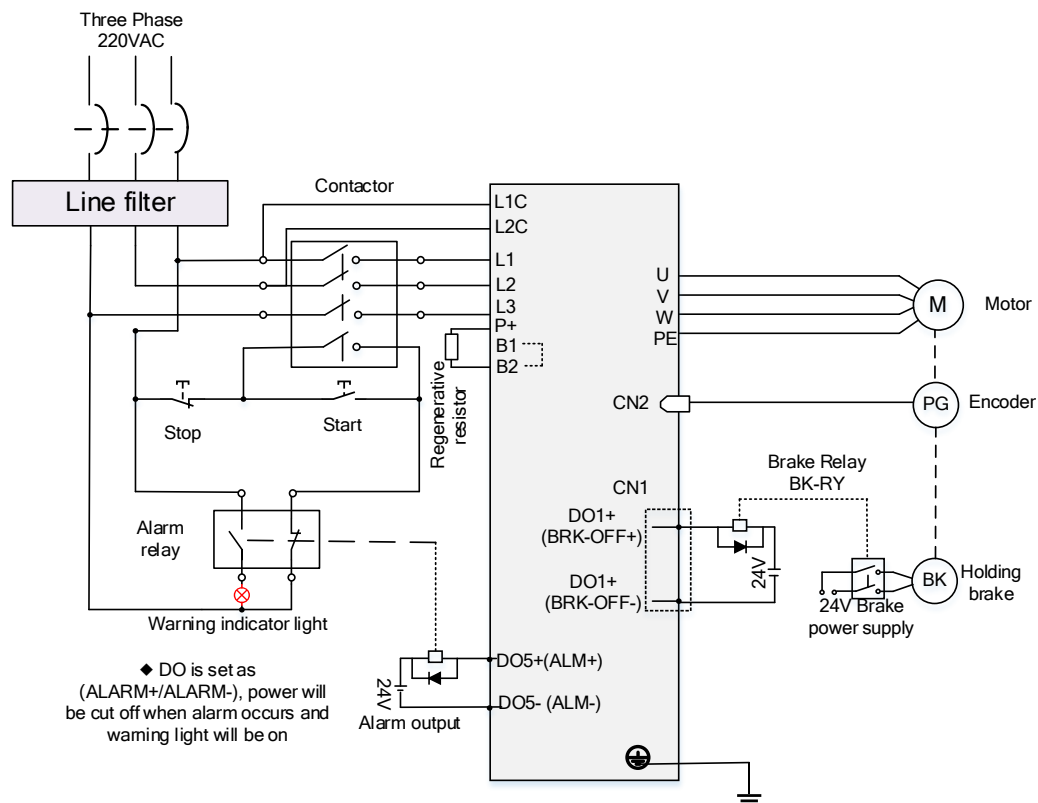 Three Phase
220VAC
Line filter
Contactor
L1C
L2C
L1
L2
L3
P+
B1
B2
Regenerative
resistor
U
V
W
PE
M
Motor
CN2
PG
Encoder
Stop
Start
Brake Relay
BK-RY
CN1
DO1+
(BRK-OFF+)
24V
DO1+
(BRK-OFF-)
BK
Holding
brake
24V Brake
power supply
Alarm
relay
Warning indicator light
◆ DO is set as
(ALARM+/ALARM-), power will
be cut off when alarm occurs and
warning light will be on
24V
Alarm output
DO5+(ALM+)
DO5- (ALM-)